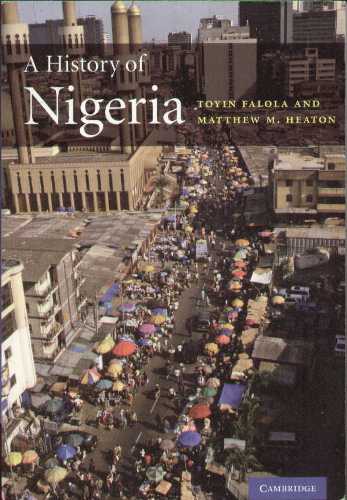 A History of
Nigeria
TOYIN FALOLA AND
MATTHEW M. HEATON
CAMBRIDGE